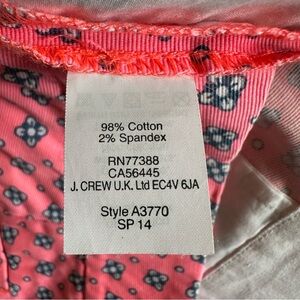 98% Cotton
2% Spandex
RN77388
CA56445
J. CREW U.K. Ltd EC4V 6JA
Style A3770
SP 14